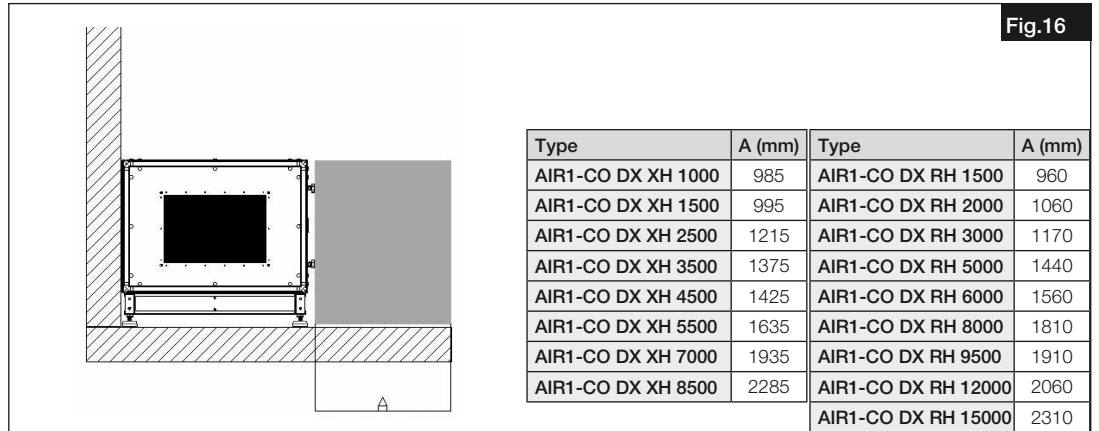 Fig.16
Type A (mm) Type A (mm)
AIR1-CO DX XH 1000 985 AIR1-CO DX RH 1500 960
AIR1-CO DX XH 1500 995 AIR1-CO DX RH 2000 1060
AIR1-CO DX XH 2500 1215 AIR1-CO DX RH 3000 1170
AIR1-CO DX XH 3500 1375 AIR1-CO DX RH 5000 1440
AIR1-CO DX XH 4500 1425 AIR1-CO DX RH 6000 1560
AIR1-CO DX XH 5500 1635 AIR1-CO DX RH 8000 1810
AIR1-CO DX XH 7000 1935 AIR1-CO DX RH 9500 1910
AIR1-CO DX XH 8500 2285 AIR1-CO DX RH 12000 2060
AIR1-CO DX RH 15000 2310
A